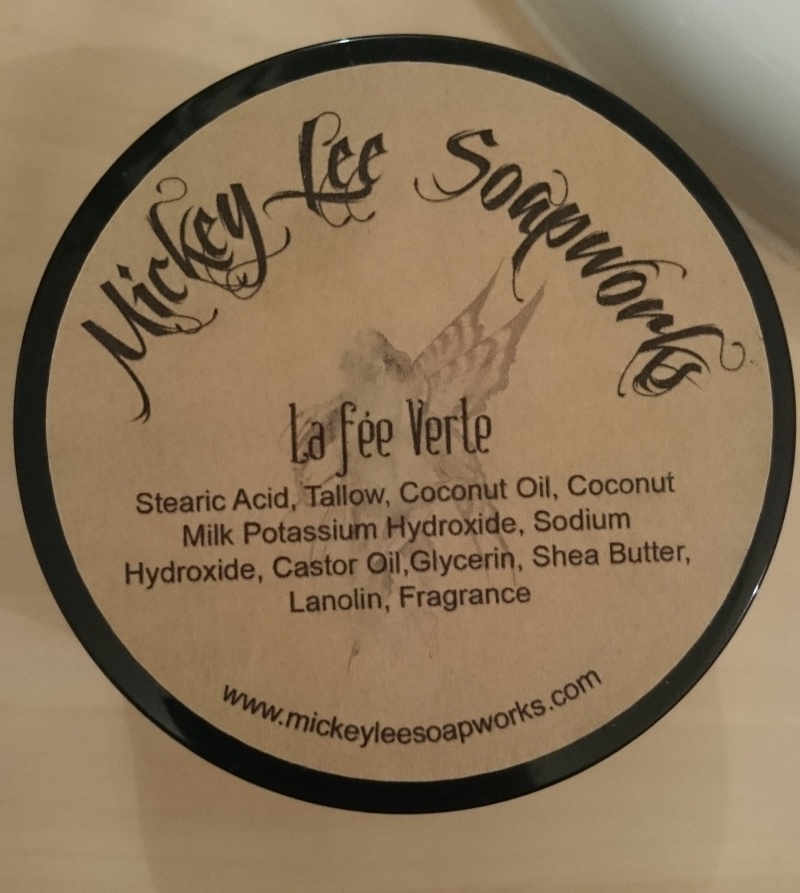 Mickey Lee Soapworks
La Fée Verte
Stearic Acid, Tallow, Coconut Oil, Coconut
Milk Potassium Hydroxide, Sodium
Hydroxide, Castor Oil,Glycerin, Shea Butter,
Lanolin, Fragrance
www.mickeyleesoapworks.com